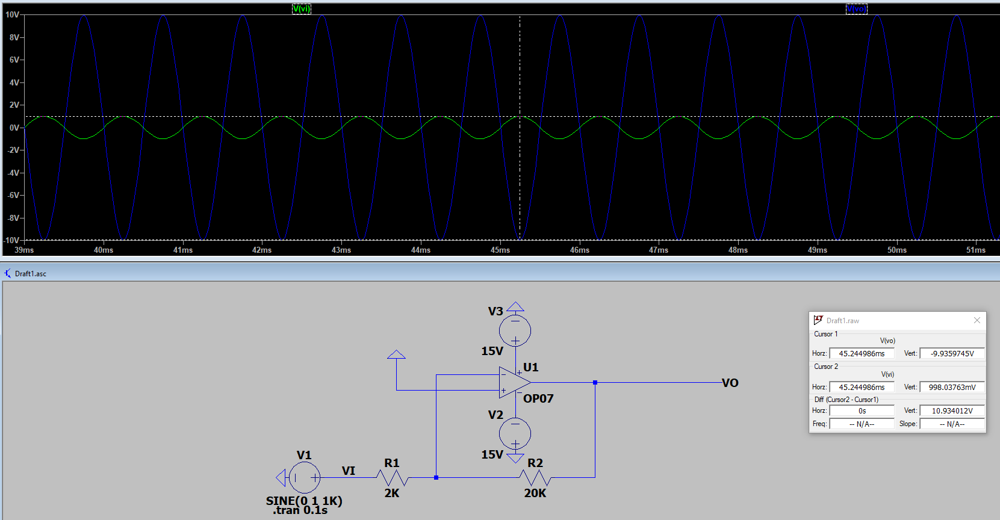 V(vi) V(vo)
10V
8V
6V
4V
2V
0V
-2V
-4V
-6V
-8V
-10V
39ms 40ms 41ms 42ms 43ms 44ms 45ms 46ms 47ms 48ms 49ms 50ms 51ms
Draft1.asc
V3
15V
U1
OP07
VO
V2
15V
V1
VI
R1
2K
R2
20K
SINE(0 1 1K)
.tran 0.1s
Draft1.raw
Cursor 1
V(vo)
Horz: 45.244986ms Vert: -9.9359745V
Cursor 2
V(vi)
Horz: 45.244986ms Vert: 998.03763mV
Diff (Cursor2 - Cursor1)
Horz: 0s Vert: 10.934012V
Freq: -- N/A-- Slope: -- N/A--